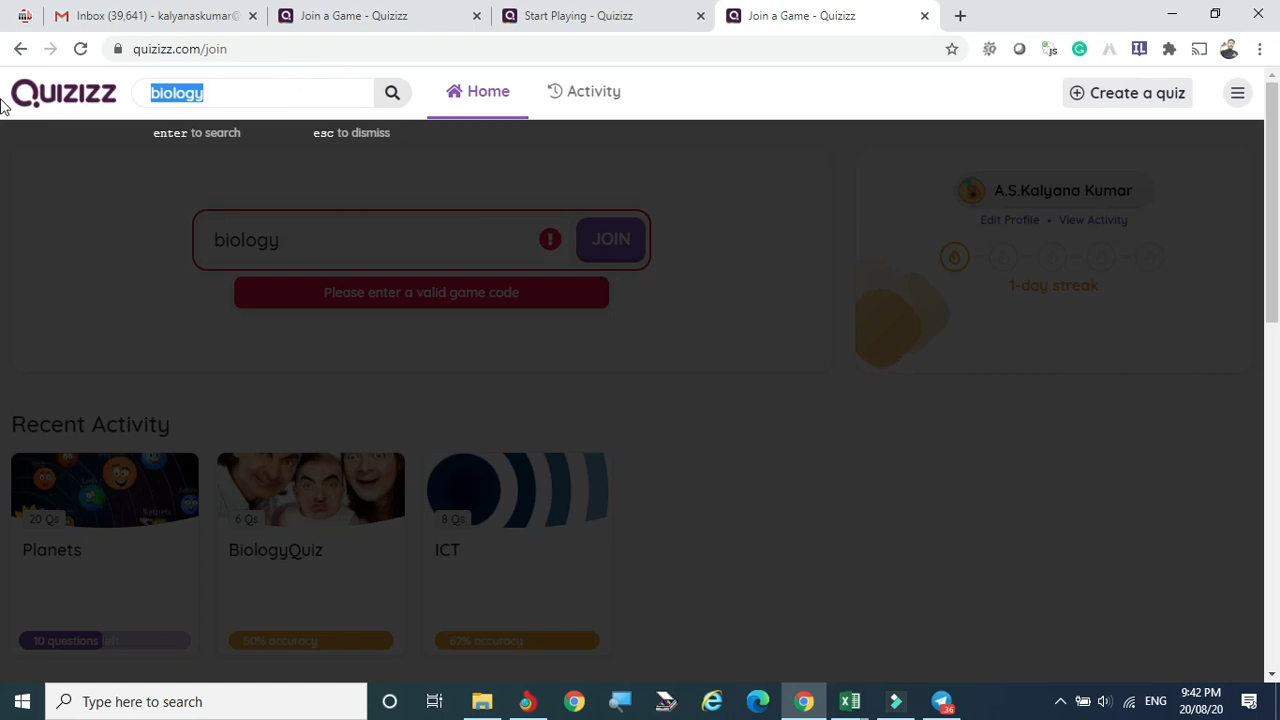 Inbox (39,641) - kalyanaskumar@
Join a Game - Quizizz
Start Playing - Quizizz
Join a Game - Quizizz
quizizz.com/join
QUIZIZZ
biology
Home
Activity
Create a quiz
enter to search
esc to dismiss
biology
JOIN
Please enter a valid game code
A.S.Kalyana Kumar
Edit Profile • View Activity
1-day streak
Recent Activity
20 Qs
6 Qs
8 Qs
Planets
BiologyQuiz
ICT
10 questions left
50% accuracy
62% accuracy
Type here to search
36
ENG
9:42 PM
20/08/20